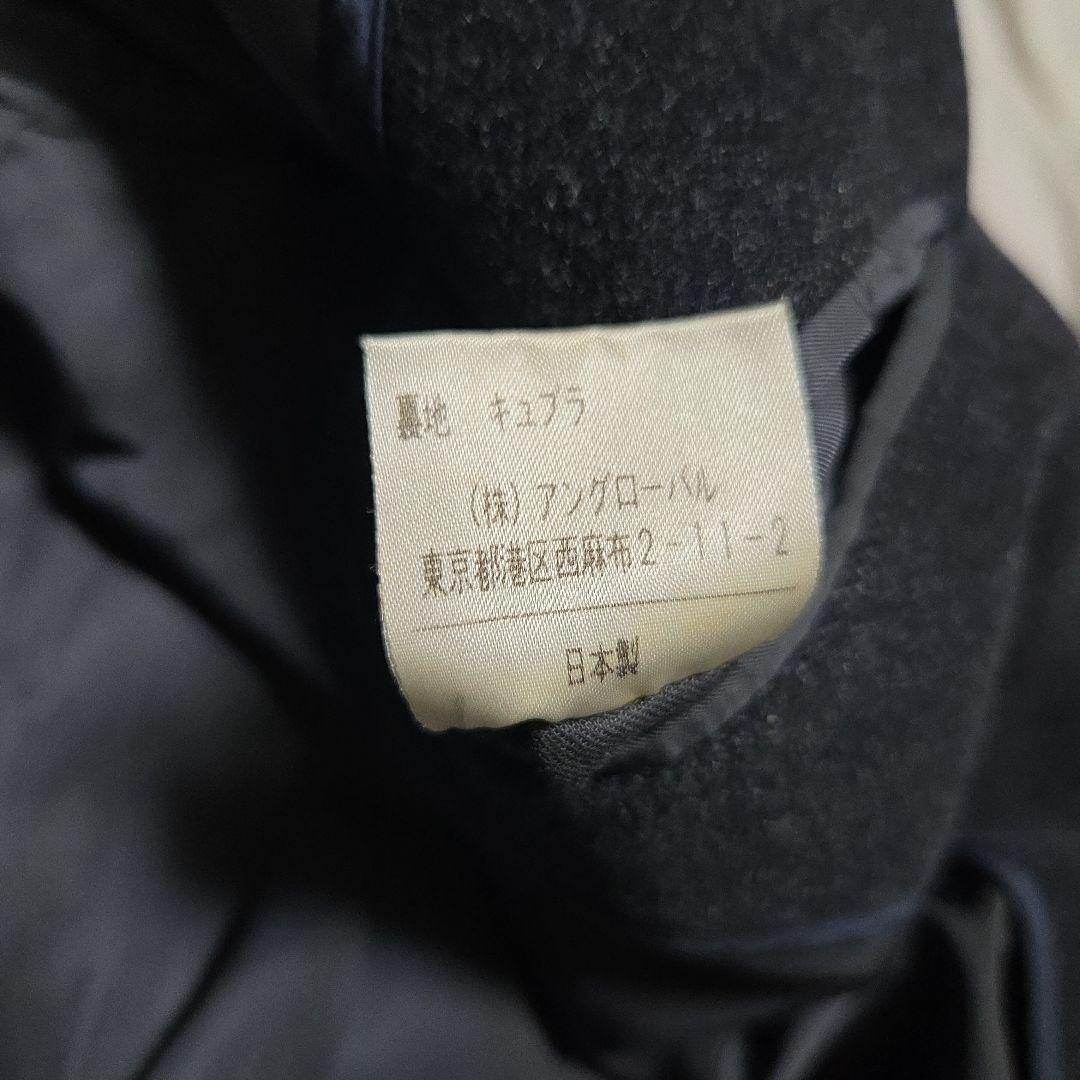 裏地 キュプラ
(株)アングローバル
東京都港区西麻布2-11-2
日本製